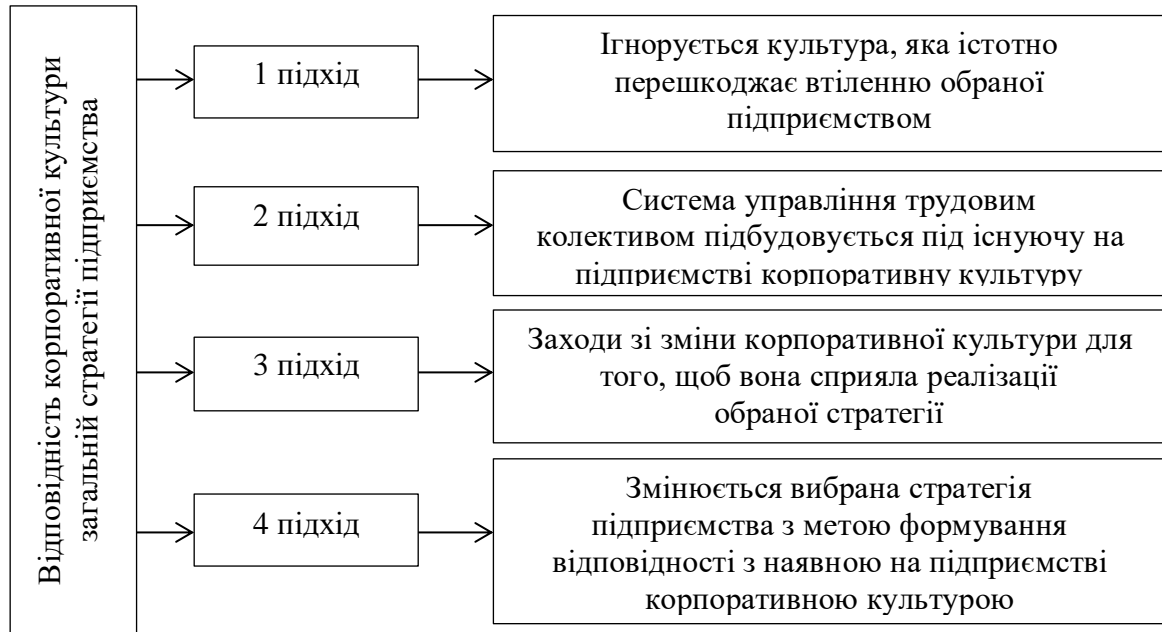 Відповідність корпоративної культури
загальній стратегії підприємства
1 підхід
Ігнорується культура, яка істотно
перешкоджає втіленню обраної
підприємством
2 підхід
Система управління трудовим
колективом підбудовується під існуючу на
підприємстві корпоративну культуру
3 підхід
Заходи зі зміни корпоративної культури для
того, щоб вона сприяла реалізації
обраної стратегії
4 підхід
Змінюється вибрана стратегія
підприємства з метою формування
відповідності з наявною на підприємстві
корпоративною культурою